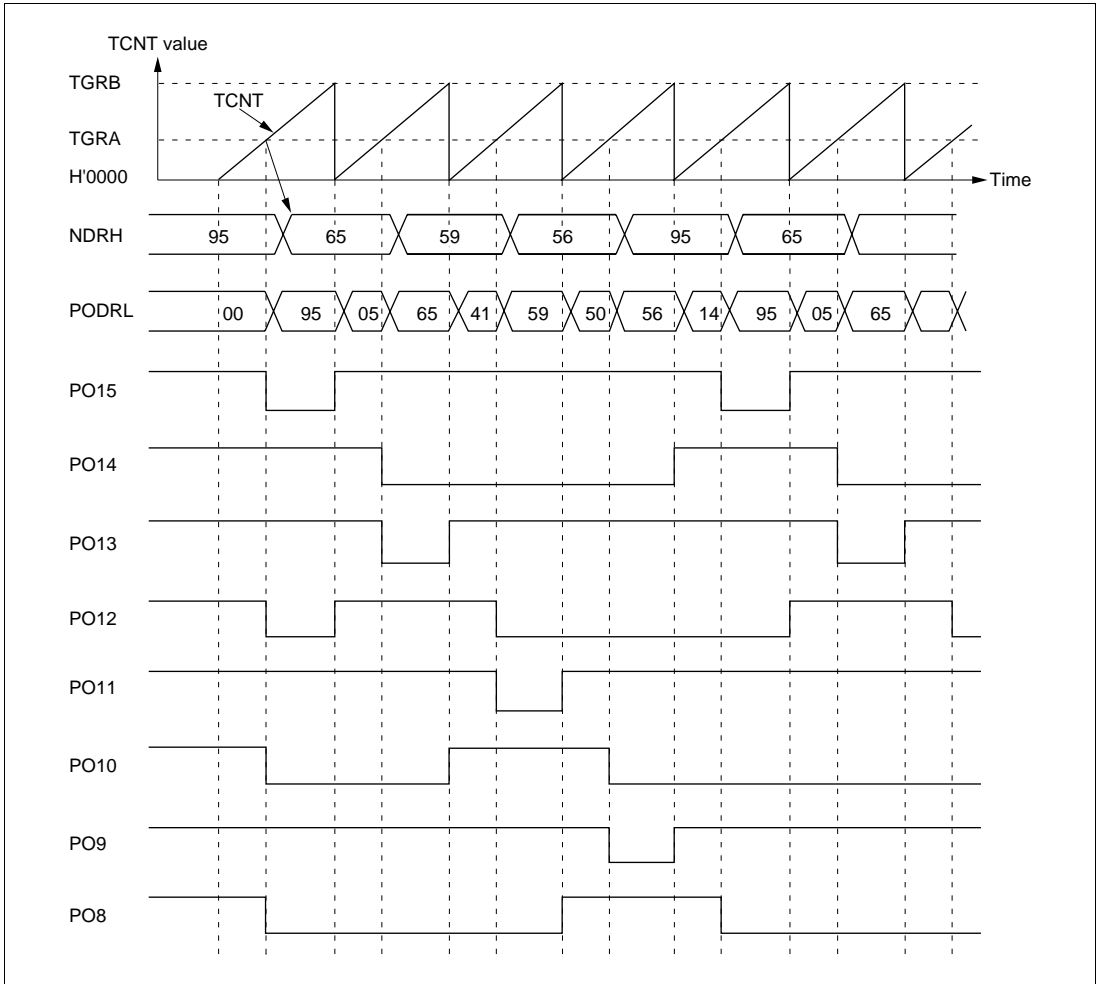 TCNT value
TGRB
TCNT
TGRA
H'0000
Time
NDRH 95 65 59 56 95 65
PODRL 00 95 05 65 41 59 50 56 14 95 05 65
PO15
PO14
PO13
PO12
PO11
PO10
PO9
PO8